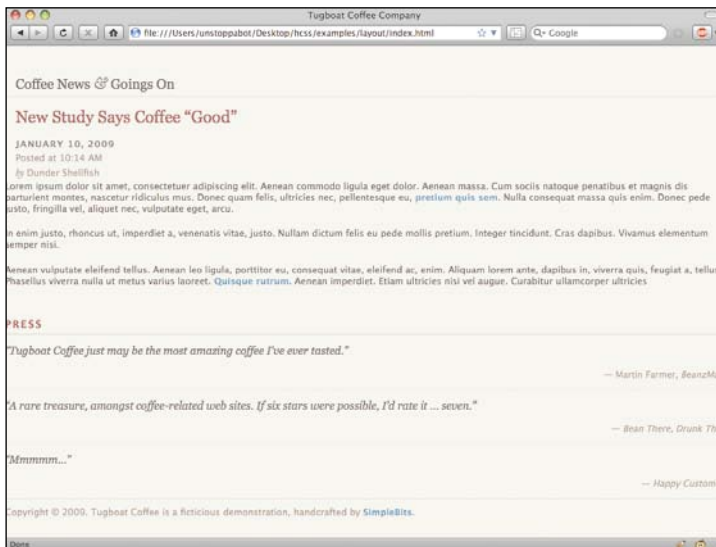 Tugboat Coffee Company
file:///Users/unstoppabot/Desktop/hcss/examples/layout/index.html
Google
Coffee News & Goings On
New Study Says Coffee “Good”
JANUARY 10, 2009
Posted at 10:14 AM
by Dunder Shellfish
Lorem ipsum dolor sit amet, consectetuer adipiscing elit. Aenean commodo ligula eget dolor. Aenean massa. Cum sociis natoque penatibus et magnis dis
parturient montes, nascetur ridiculus mus. Donec quam felis, ultricies nec, pellentesque eu, pretium quis sem. Nulla consequat massa quis enim. Donec pede
justo, fringilla vel, aliquet nec, vulputate eget, arcu.
In enim justo, rhoncus ut, imperdiet a, venenatis vitae, justo. Nullam dictum felis eu pede mollis pretium. Integer tincidunt. Cras dapibus. Vivamus elementum
semper nisi.
Aenean vulputate eleifend tellus. Aenean leo ligula, porttitor eu, consequat vitae, eleifend ac, enim. Aliquam lorem ante, dapibus in, viverra quis, feugiat a, tellus
Phasellus viverra nulla ut metus varius laoreet. Quisque rutrum. Aenean imperdiet. Etiam ultricies nisi vel augue. Curabitur ullamcorper ultricies
PRESS
“Tugboat Coffee just may be the most amazing coffee I’ve ever tasted.”
— Martin Farmer, BeanzMa
“A rare treasure, amongst coffee-related web sites. If six stars were possible, I’d rate it ... seven.”
— Bean There, Drunk Th
“Mmmmm...”
— Happy Custom
Copyright © 2009. Tugboat Coffee is a ficticious demonstration, handcrafted by SimpleBits.
Done